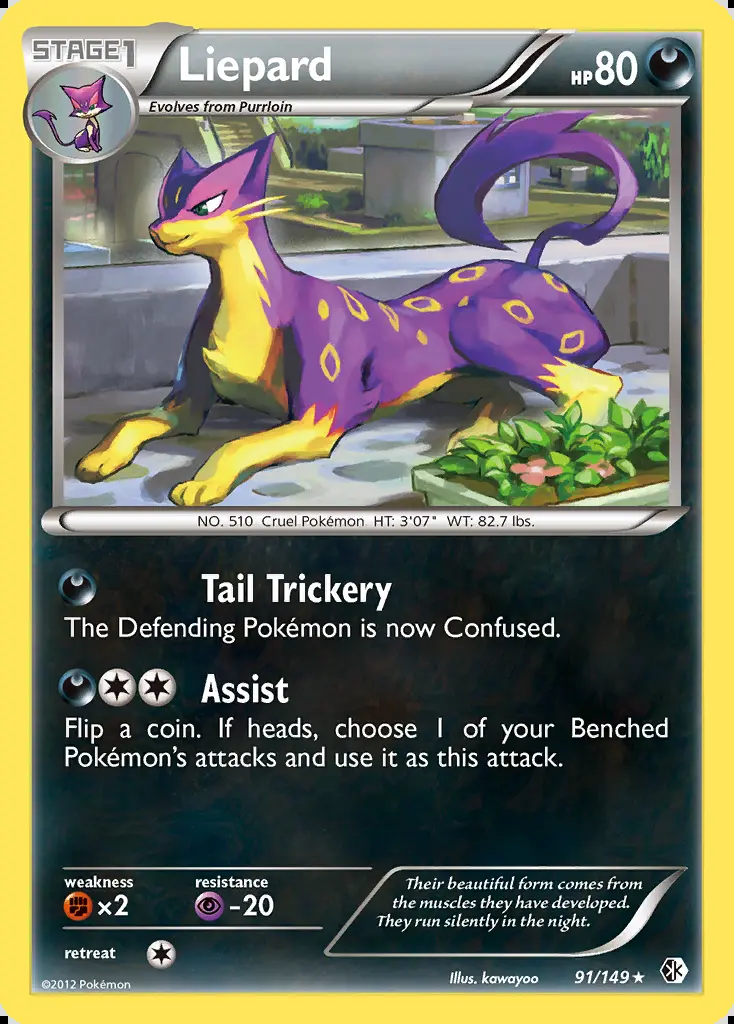 STAGE1
Liepard
HP80
Evolves from Purrloin
NO. 510 Cruel Pokémon HT: 3'07" WT: 82.7 lbs.
Tail Trickery
The Defending Pokémon is now Confused.
Assist
Flip a coin. If heads, choose 1 of your Benched
Pokémon's attacks and use it as this attack.
weakness
×2
resistance
-20
retreat
Their beautiful form comes from
the muscles they have developed.
They run silently in the night.
Illus. kawayoo
91/149★
©2012 Pokémon